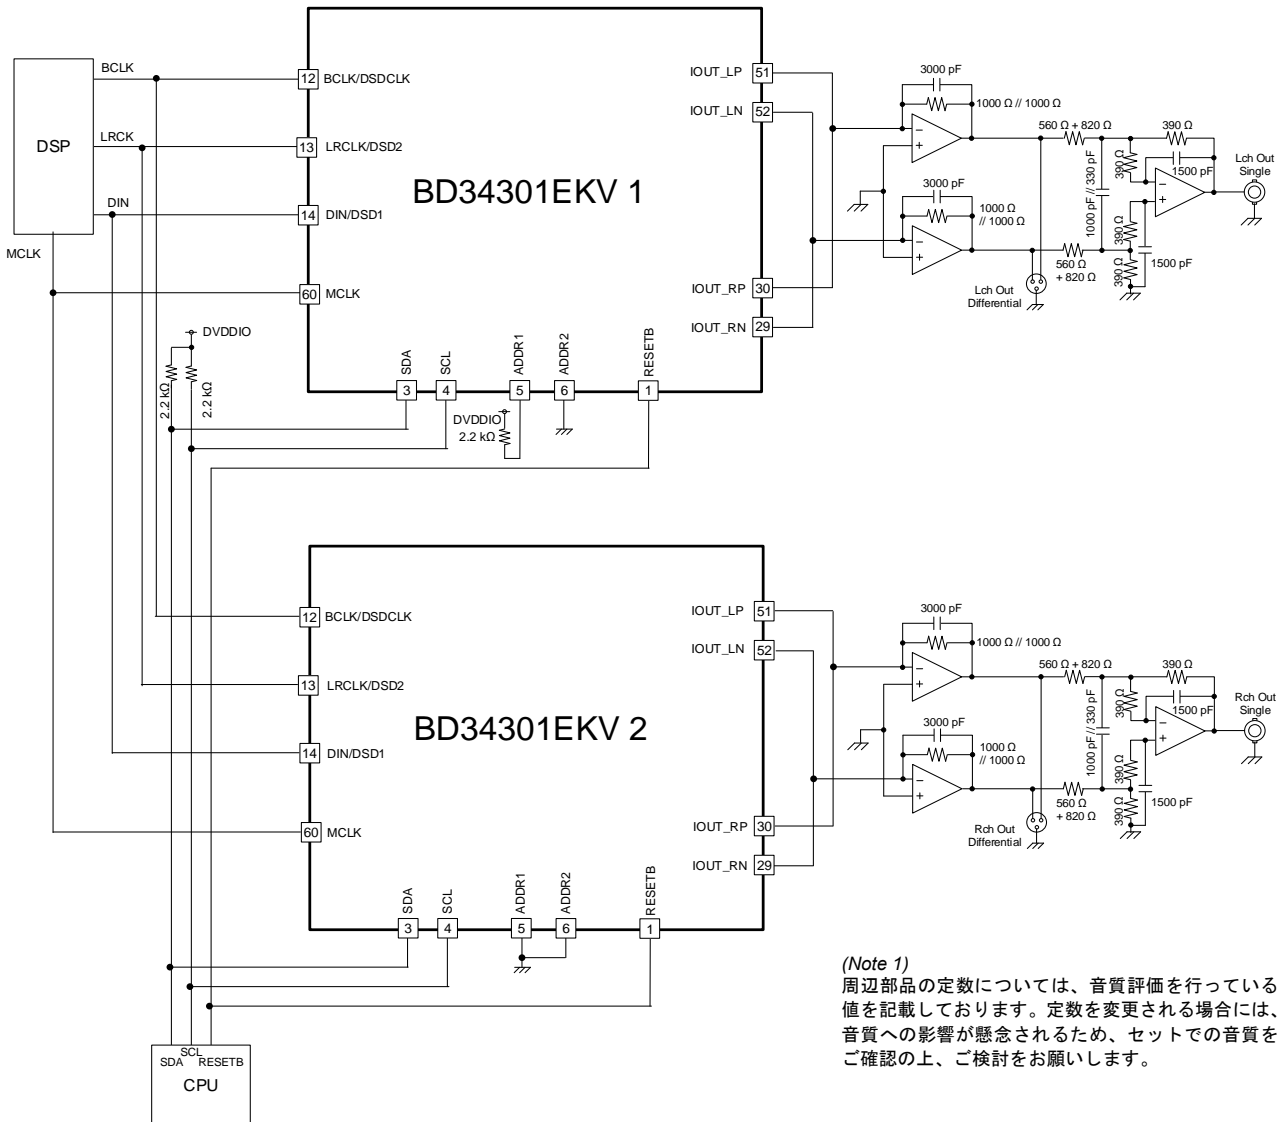 DSP
BCLK
LRCK
DIN
MCLK
BD34301EKV 1
12 BCLK/DSDCLK
13 LRCLK/DSD2
14 DIN/DSD1
60 MCLK
IOUT_LP 51
IOUT_LN 52
IOUT_RP 30
IOUT_RN 29
SDA
SCL
ADDR1
ADDR2
RESETB
3
4
5
6
1
DVDDIO
2.2 kΩ
2.2 kΩ
DVDDIO
2.2 kΩ
3000 pF
1000 Ω // 1000 Ω
3000 pF
1000 Ω
// 1000 Ω
560 Ω + 820 Ω
390 Ω
390 Ω
1500 pF
1000 pF // 330 pF
390 Ω
390 Ω
1500 pF
560 Ω
+ 820 Ω
Lch Out
Differential
Lch Out
Single
BD34301EKV 2
12 BCLK/DSDCLK
13 LRCLK/DSD2
14 DIN/DSD1
60 MCLK
IOUT_LP 51
IOUT_LN 52
IOUT_RP 30
IOUT_RN 29
SDA
SCL
ADDR1
ADDR2
RESETB
3
4
5
6
1
3000 pF
1000 Ω // 1000 Ω
3000 pF
1000 Ω
// 1000 Ω
560 Ω + 820 Ω
390 Ω
390 Ω
1500 pF
1000 pF // 330 pF
390 Ω
390 Ω
1500 pF
560 Ω
+ 820 Ω
Rch Out
Differential
Rch Out
Single
SDA
SCL
RESETB
CPU
(Note 1)
周辺部品の定数については、音質評価を行っている
値を記載しております。定数を変更される場合には、
音質への影響が懸念されるため、セットでの音質を
ご確認の上、ご検討をお願いします。